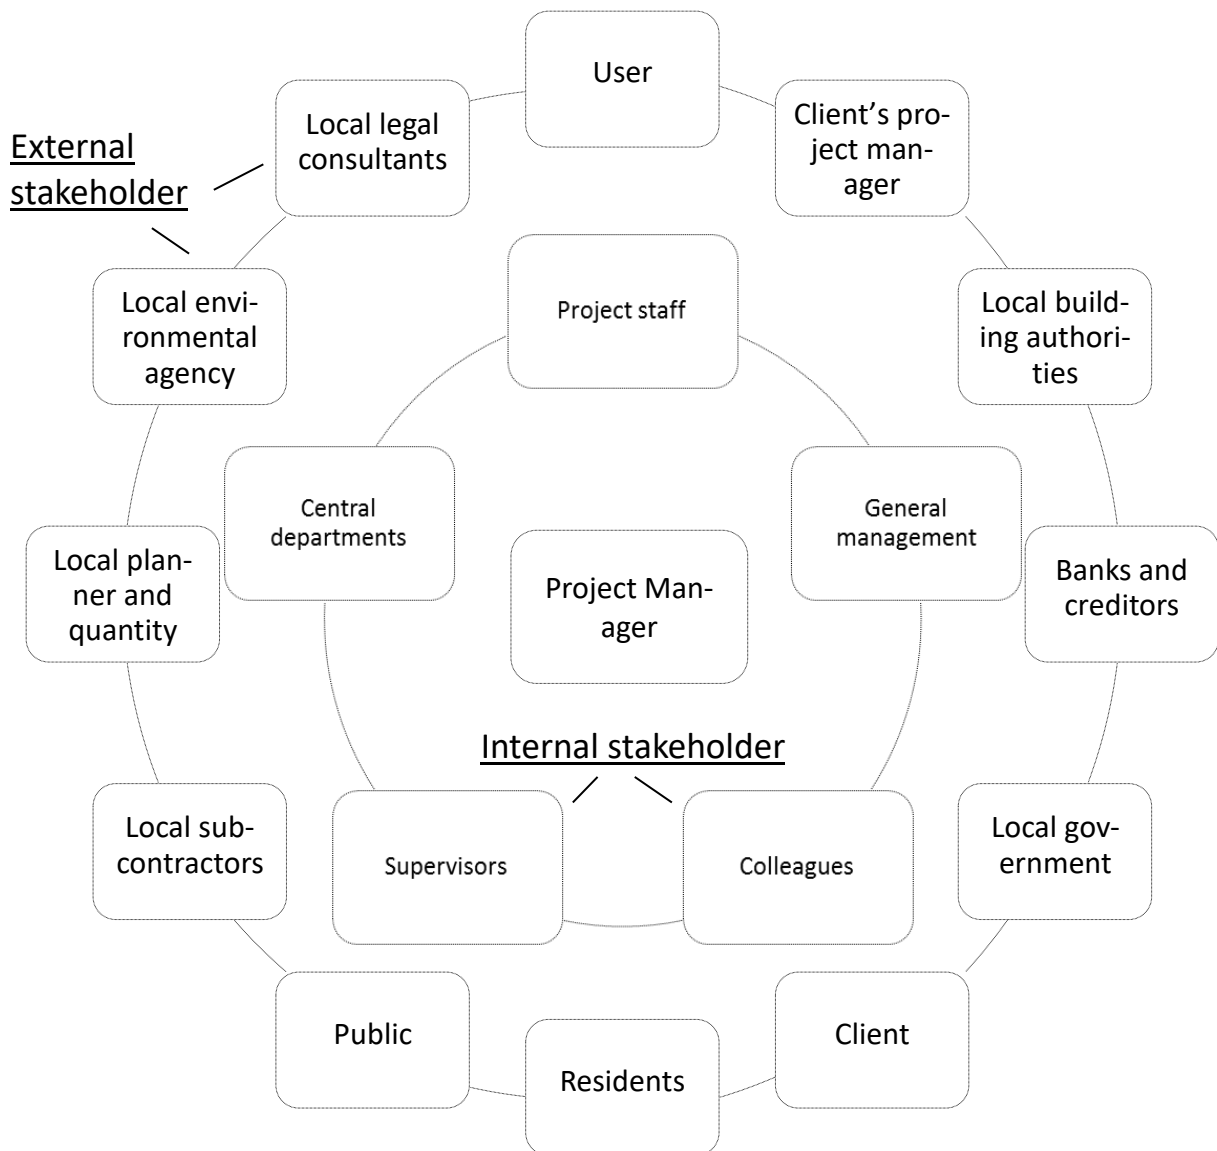 User
Client's pro-
ject man-
ager
Local legal
consultants
External
stakeholder
Local envi-
ronmental
agency
Project staff
Local build-
ing authori-
ties
Central
departments
General
management
Local plan-
ner and
quantity
Project Man-
ager
Banks and
creditors
Internal stakeholder
Local sub-
contractors
Supervisors
Colleagues
Local gov-
ernment
Public
Residents
Client